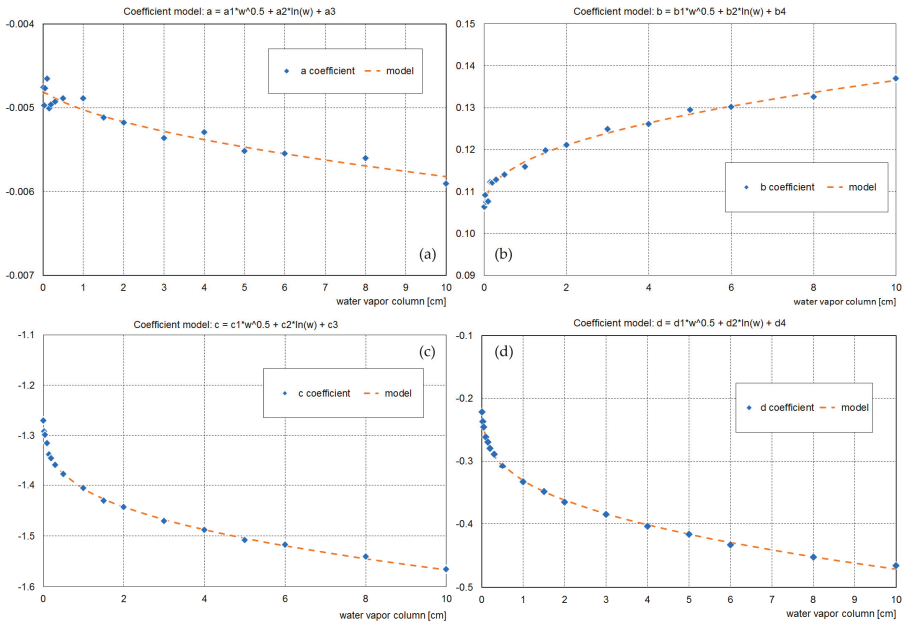 Coefficient model: a = a1*w^0.5 + a2*ln(w) + a3
-0.004
-0.005
-0.006
-0.007
a coefficient model
(a)
0 1 2 3 4 5 6 7 8 9 10
water vapor column [cm]
Coefficient model: b = b1*w^0.5 + b2*ln(w) + b4
0.15
0.14
0.13
0.12
0.11
0.10
0.09
b coefficient model
(b)
0 1 2 3 4 5 6 7 8 9 10
water vapor column [cm]
Coefficient model: c = c1*w^0.5 + c2*ln(w) + c3
-1.1
-1.2
-1.3
-1.4
-1.5
-1.6
(c)
c coefficient model
0 2 4 6 8 10
water vapor column [cm]
Coefficient model: d = d1*w^0.5 + d2*ln(w) + d4
-0.1
-0.2
-0.3
-0.4
-0.5
(d)
d coefficient model
0 1 2 3 4 5 6 7 8 9 10
water vapor column [cm]